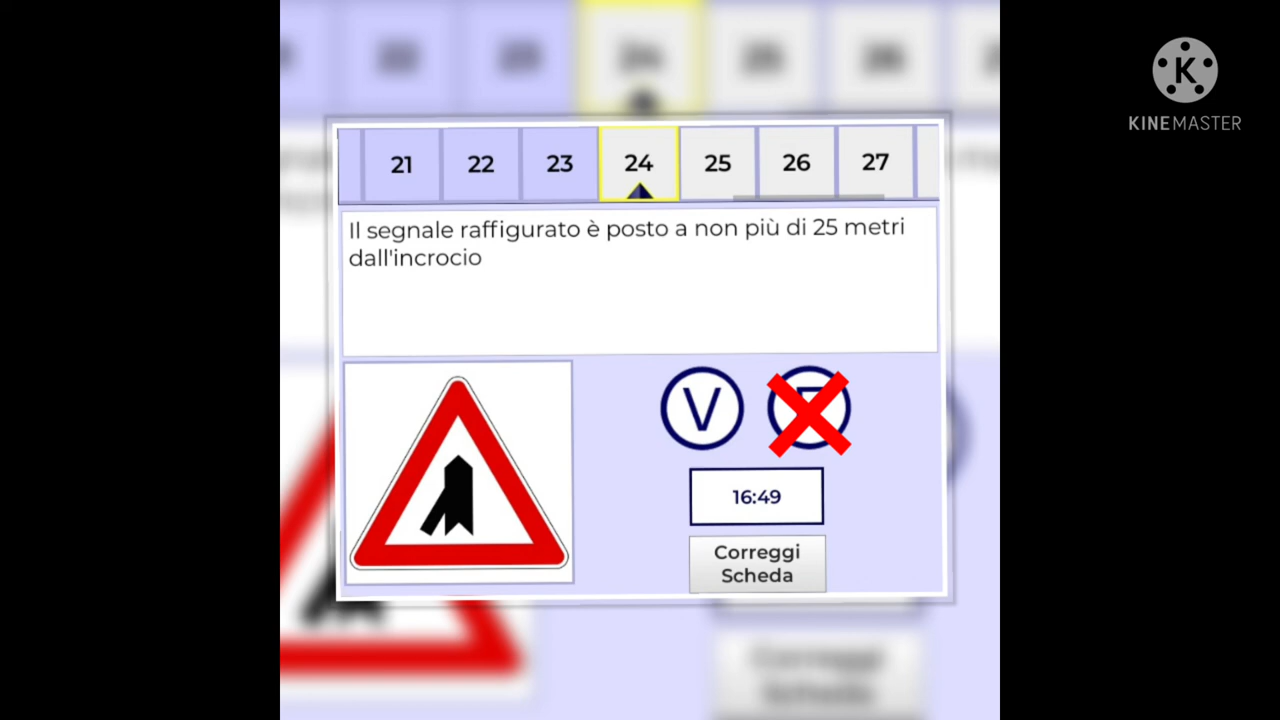 KINEMASTER
21 22 23 24 25 26 27
Il segnale raffigurato è posto a non più di 25 metri
dall'incrocio
V
16:49
Correggi
Scheda